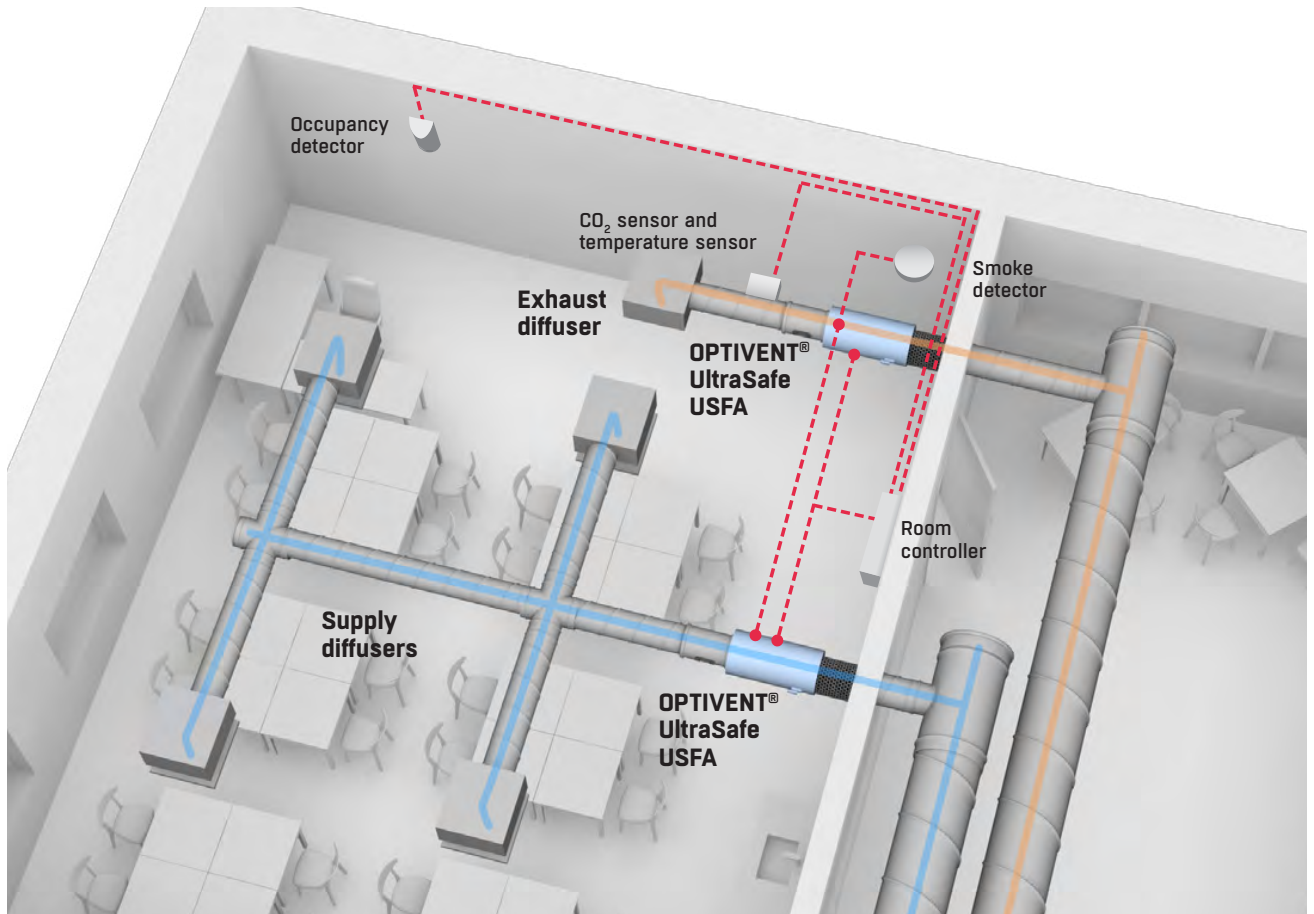 Occupancy
detector
CO₂ sensor and
temperature sensor
Smoke
detector
Exhaust
diffuser
OPTIVENT®
UltraSafe
USFA
Room
controller
Supply
diffusers
OPTIVENT®
UltraSafe
USFA